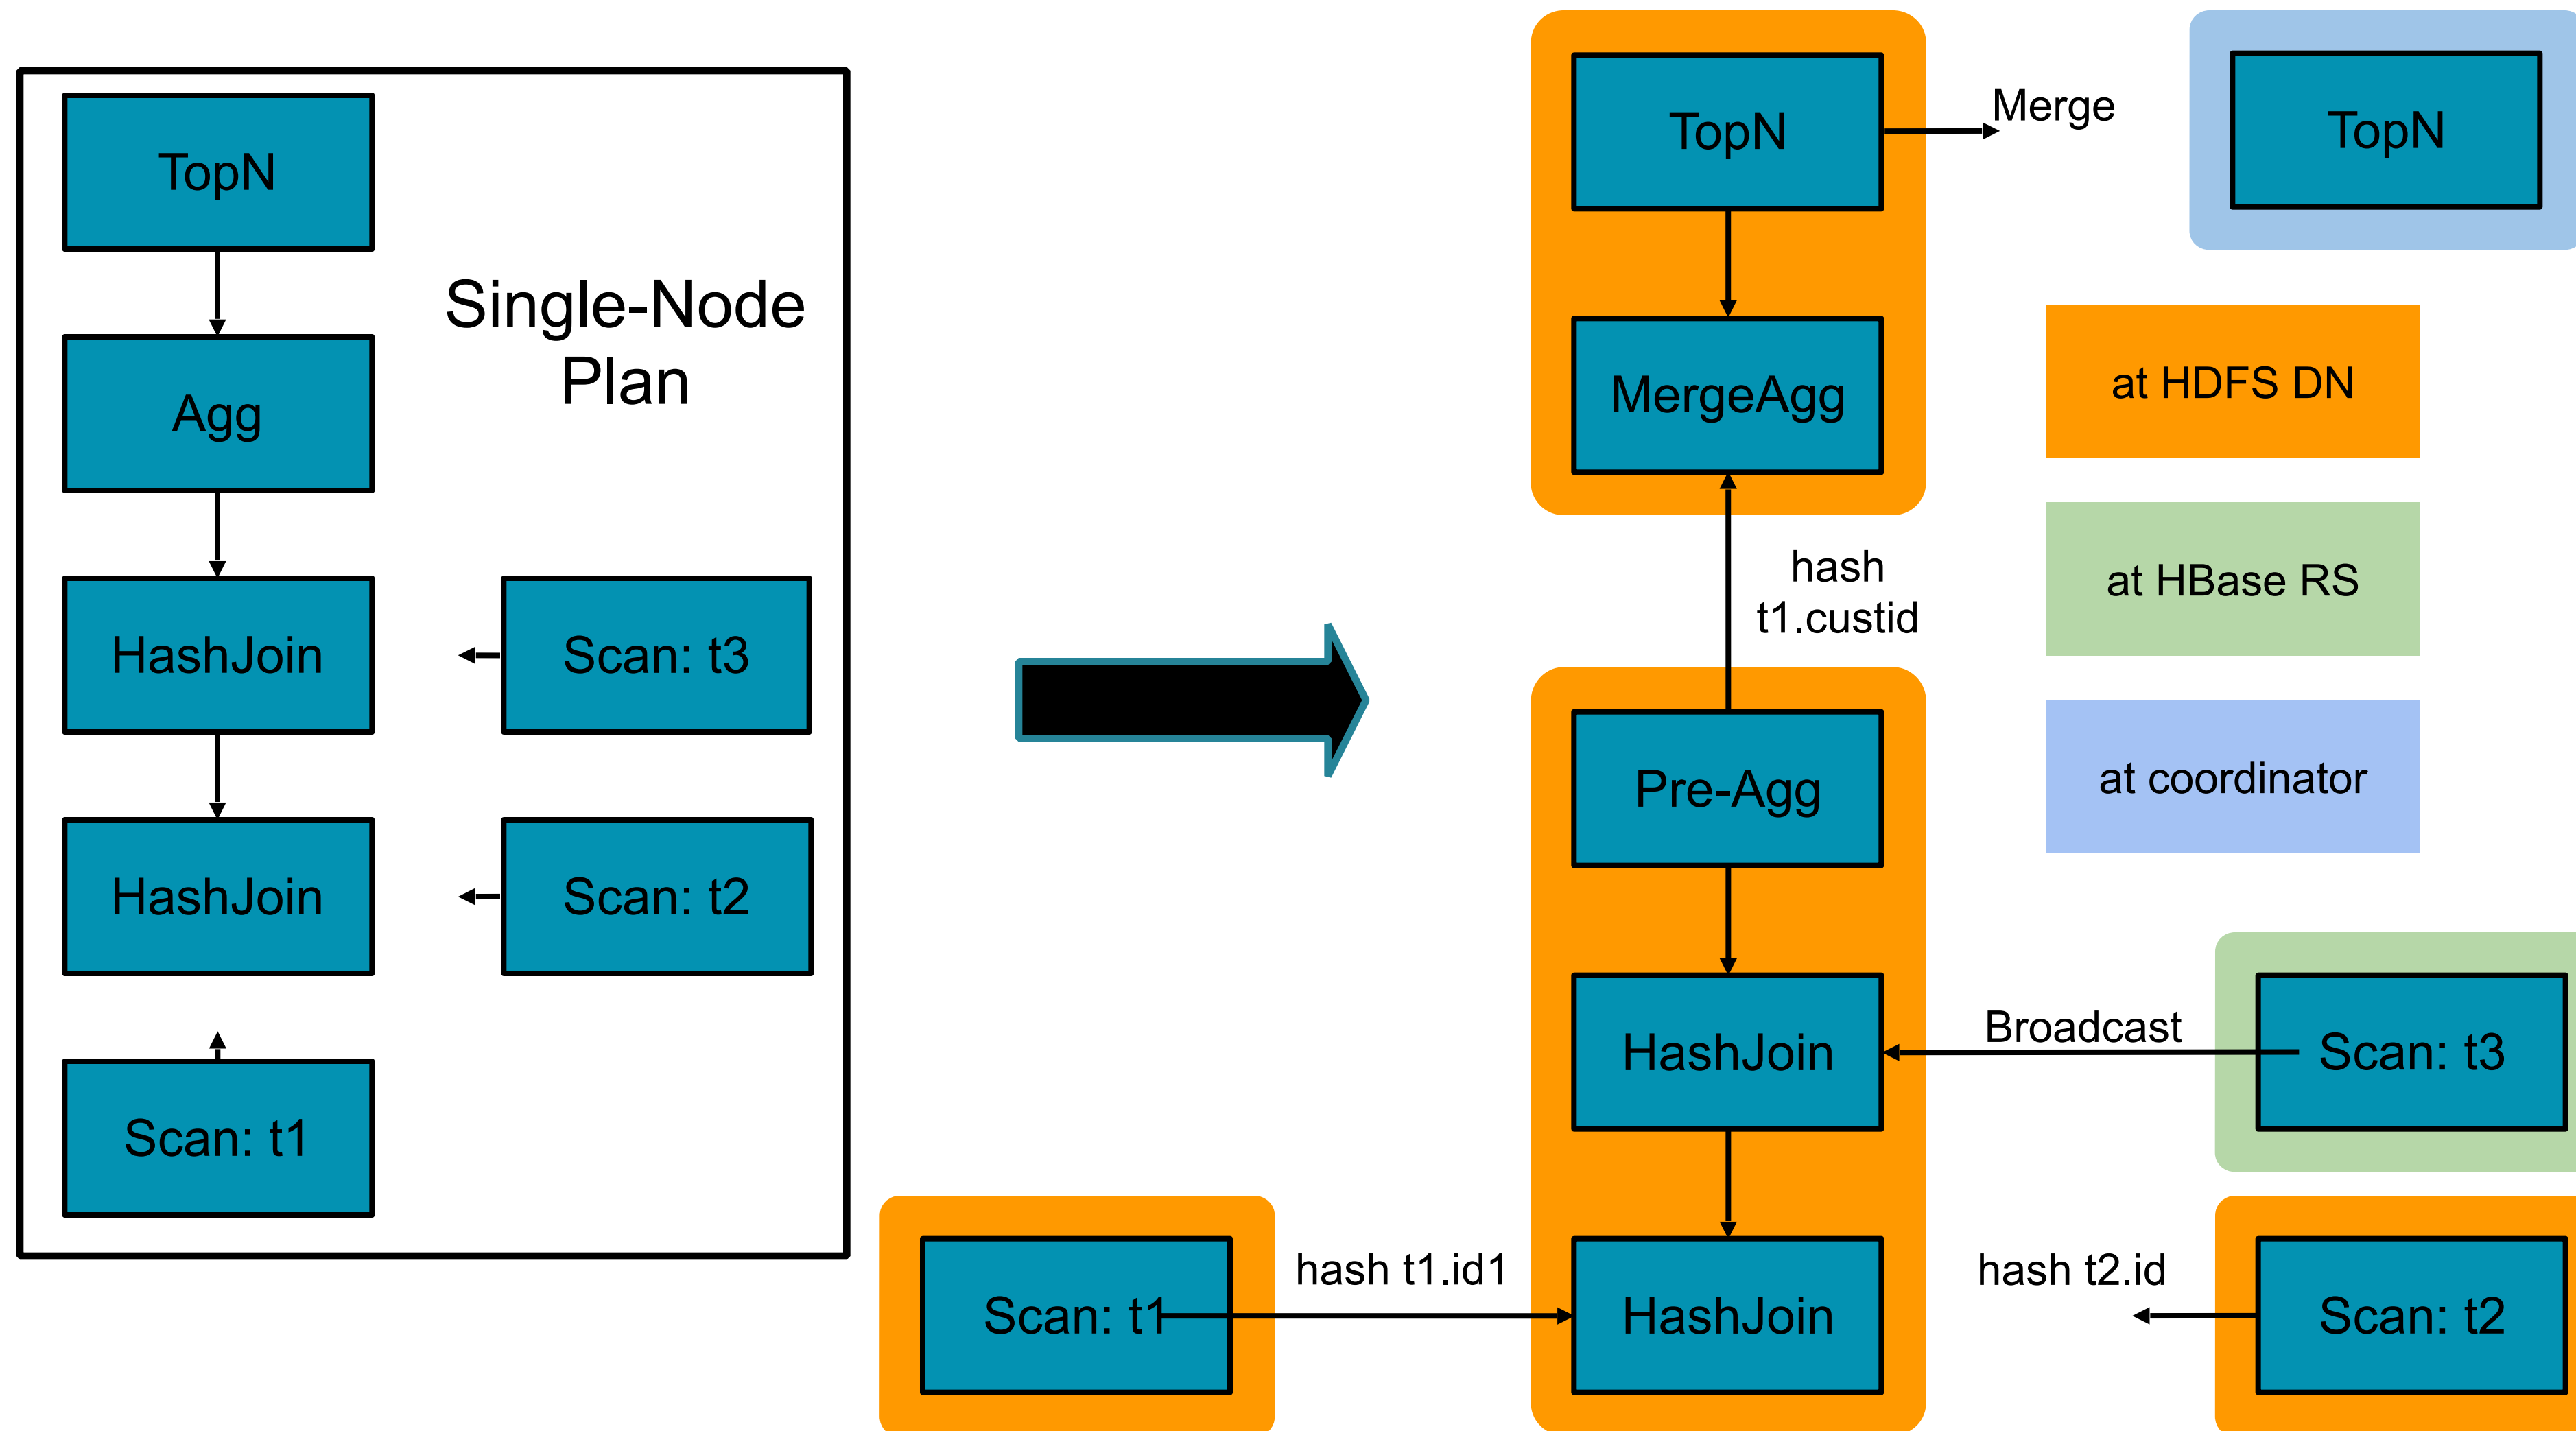 TopN
Agg
HashJoin
HashJoin
Scan: t1
Single-Node
Plan
Scan: t3
Scan: t2
TopN
Merge
TopN
MergeAgg
hash
t1.custid
at HDFS DN
at HBase RS
at coordinator
Pre-Agg
HashJoin
Broadcast
Scan: t3
Scan: t1
hash t1.id1
HashJoin
hash t2.id
Scan: t2